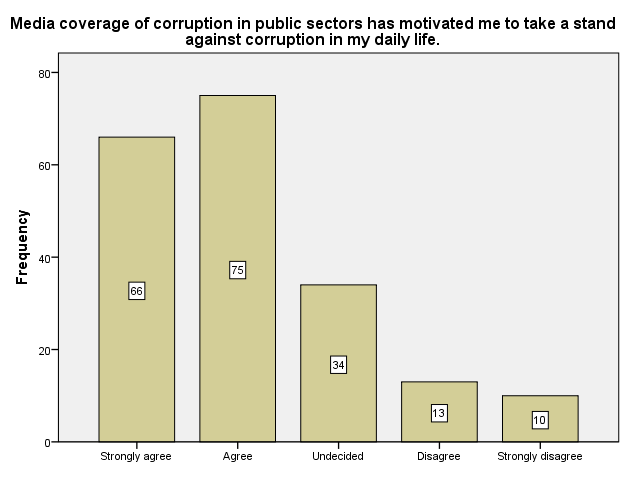 Media coverage of corruption in public sectors has motivated me to take a stand
against corruption in my daily life.
80
60
40
20
0
Frequency
66
75
34
13
10
Strongly agree
Agree
Undecided
Disagree
Strongly disagree